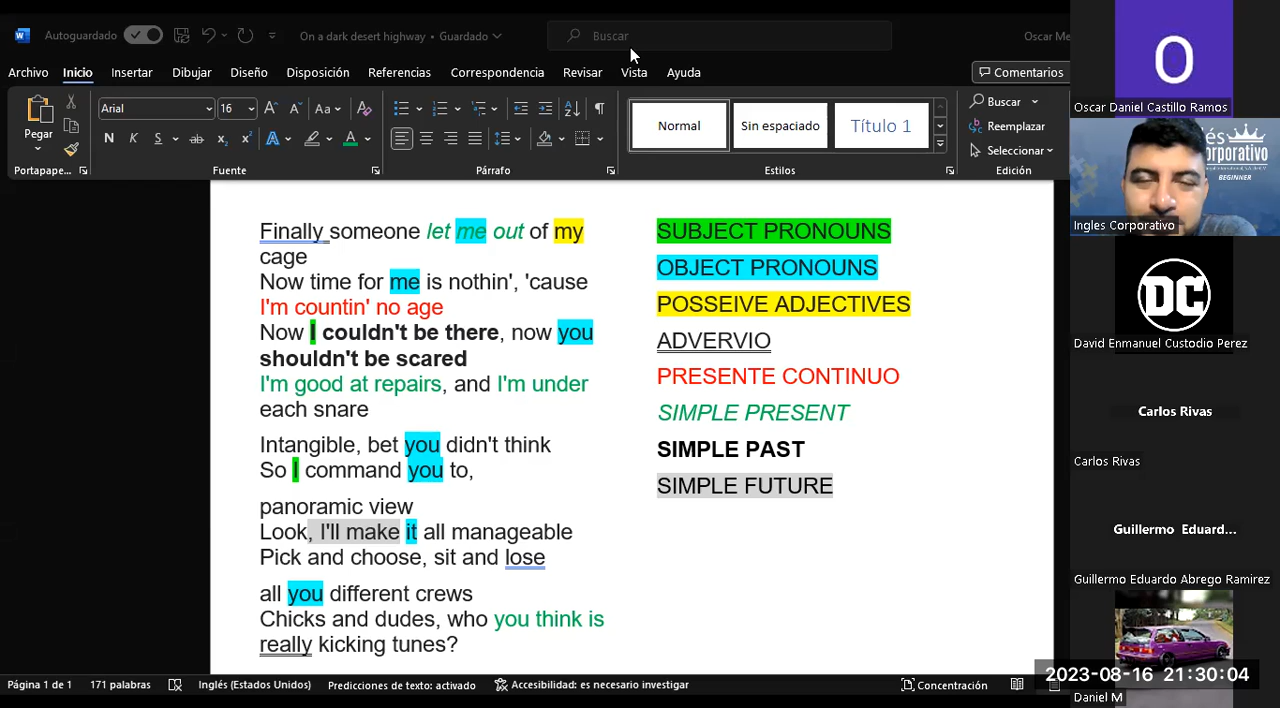 Autoguardado
On a dark desert highway • Guardado
Buscar
Oscar Me
Archivo Inicio Insertar Dibujar Diseño Disposición Referencias Correspondencia Revisar Vista Ayuda
Comentarios
Pegar
Arial 16
Aa
N K S ab x₂ x² A A
Normal Sin espaciado Título 1
Buscar
Reemplazar
Seleccionar
Portapape... Fuente Párrafo Estilos Edición
Finally someone let me out of my
cage
Now time for me is nothin', 'cause
I'm countin' no age
Now I couldn't be there, now you
shouldn't be scared
I'm good at repairs, and I'm under
each snare
Intangible, bet you didn't think
So I command you to,
panoramic view
Look, I'll make it all manageable
Pick and choose, sit and lose
all you different crews
Chicks and dudes, who you think is
really kicking tunes?
SUBJECT PRONOUNS
OBJECT PRONOUNS
POSSEIVE ADJECTIVES
ADVERVIO
PRESENTE CONTINUO
SIMPLE PRESENT
SIMPLE PAST
SIMPLE FUTURE
Página 1 de 1 171 palabras Inglés (Estados Unidos) Predicciones de texto: activado Accesibilidad: es necesario investigar Concentración
O
Oscar Daniel Castillo Ramos
és
orporativo
BEGINNER
Ingles Corporativo
DC
David Enmanuel Custodio Perez
Carlos Rivas
Carlos Rivas
Guillermo Eduard...
Guillermo Eduardo Abrego Ramirez
2023-08-16 21:30:04
Daniel M